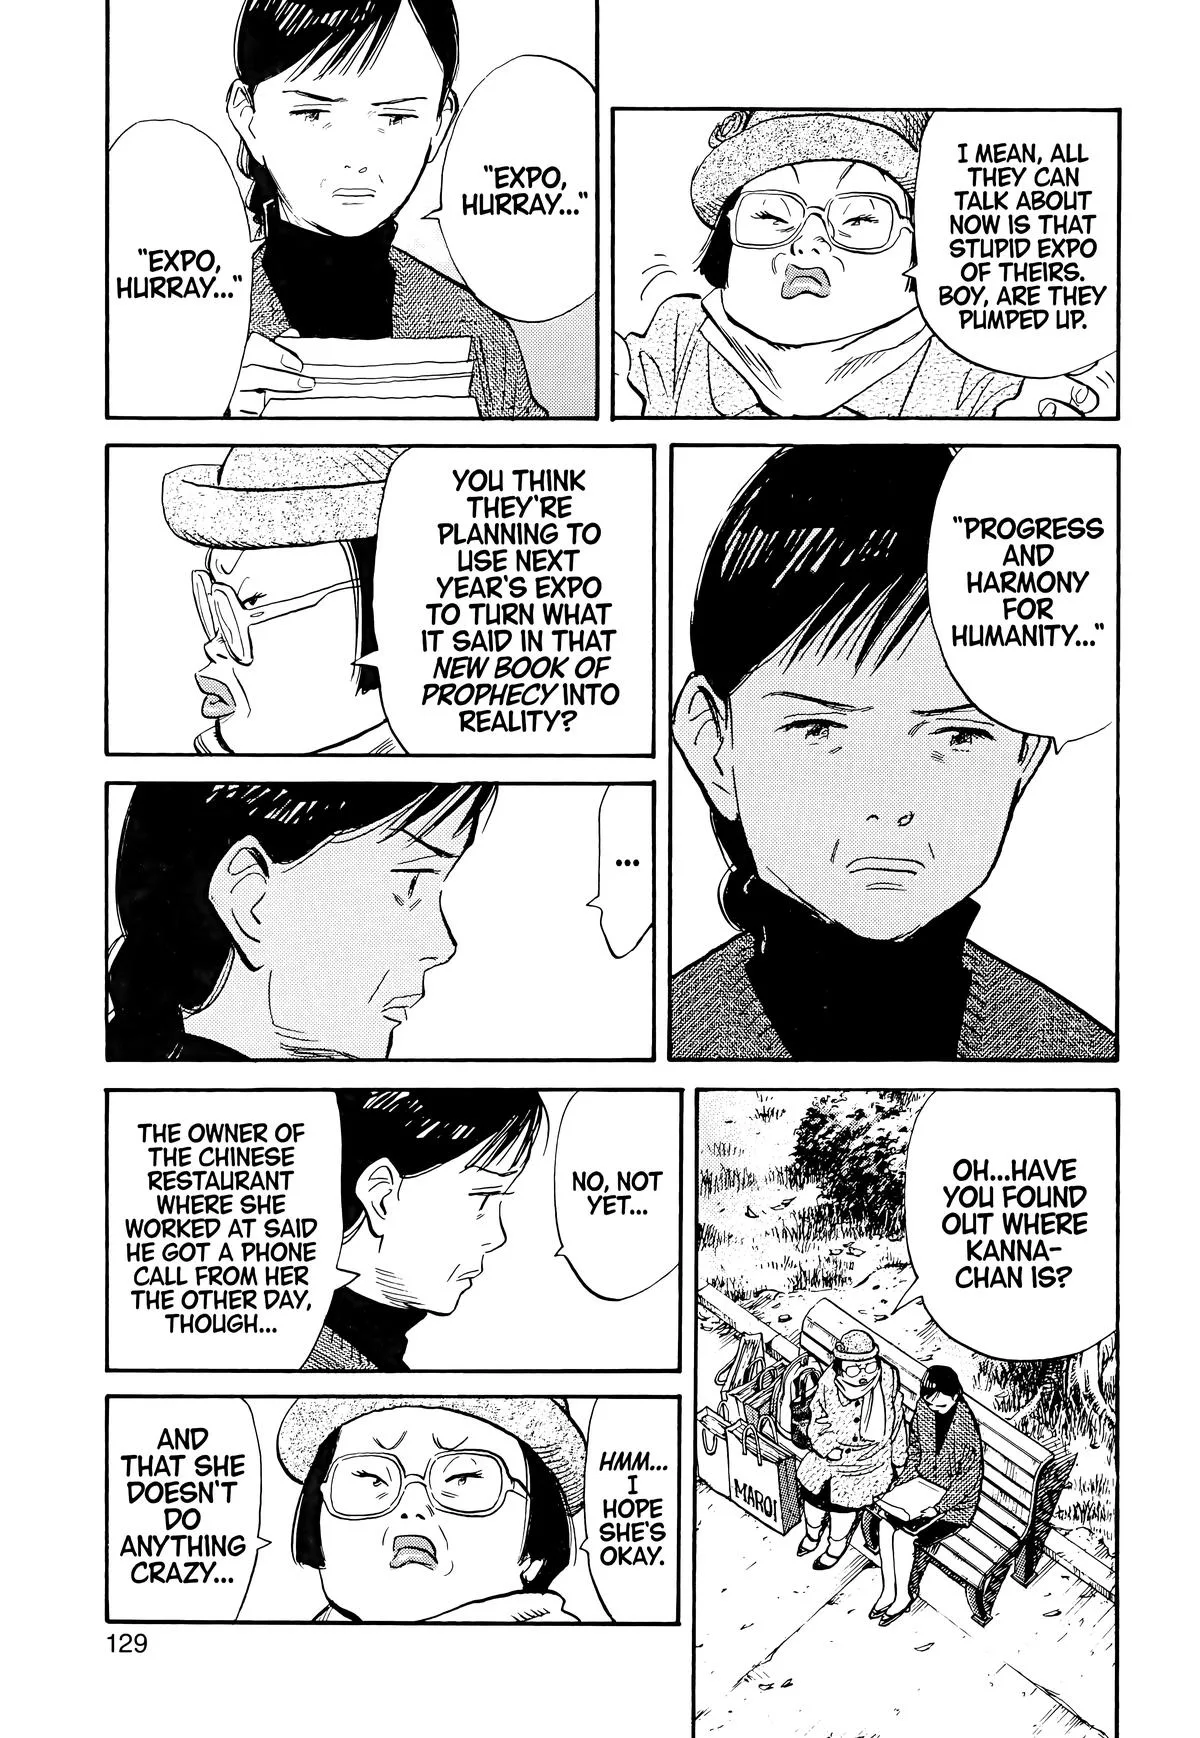 I MEAN, ALL
THEY CAN
TALK ABOUT
NOW IS THAT
STUPID EXPO
OF THEIRS.
BOY, ARE THEY
PUMPED UP.
"EXPO,
HURRAY..."
"EXPO,
HURRAY..."
"PROGRESS
AND
HARMONY
FOR
HUMANITY..."
YOU THINK
THEY'RE
PLANNING TO
USE NEXT
YEAR'S EXPO
TO TURN WHAT
IT SAID IN THAT
NEW BOOK OF
PROPHECY INTO
REALITY?
...
OH...HAVE
YOU FOUND
OUT WHERE
KANNA-
CHAN IS?
MAROI
NO, NOT
YET...
THE OWNER OF
THE CHINESE
RESTAURANT
WHERE SHE
WORKED AT SAID
HE GOT A PHONE
CALL FROM HER
THE OTHER DAY,
THOUGH...
HMM...
I
HOPE
SHE'S
OKAY.
AND
THAT SHE
DOESN'T
DO
ANYTHING
CRAZY...
129